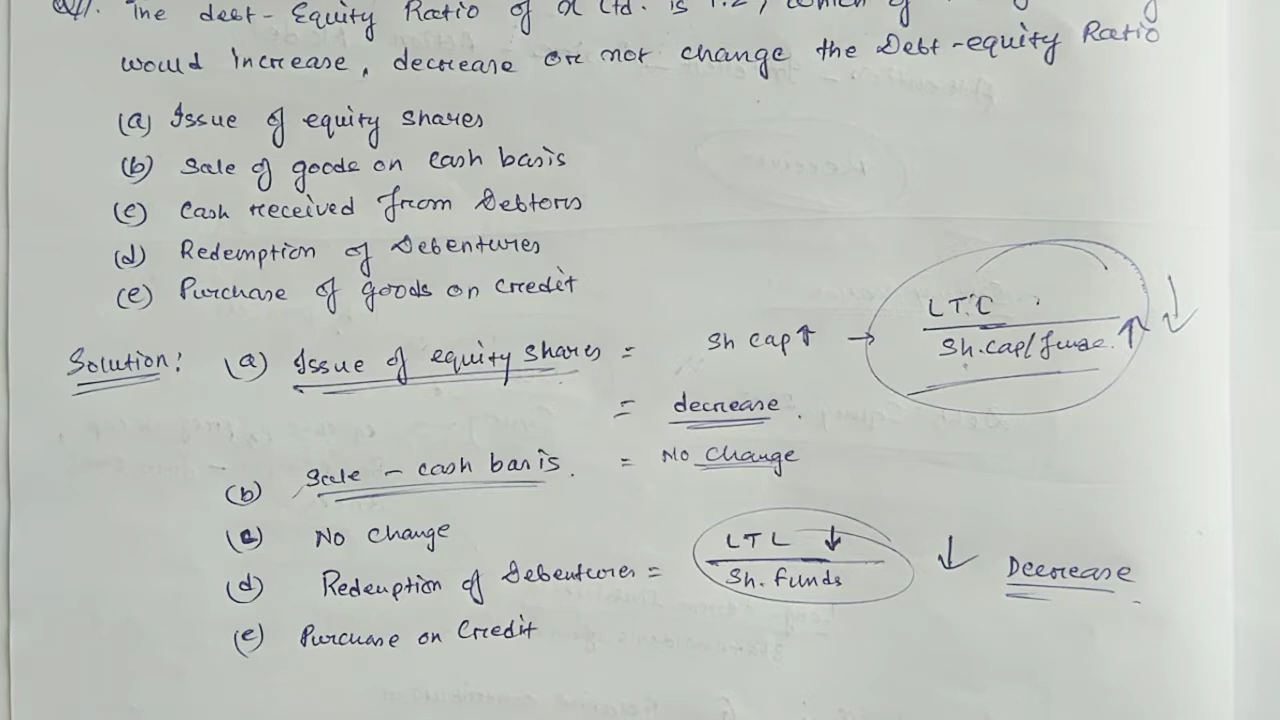 The debt-Equity Ratio of x Ltd. is 1:2, which of
would Increase, decrease or not change the Debt-equity Ratio
(a) Issue of equity shares
(b) Sale of goods on cash basis
(c) Cash received from Debtors
(d) Redemption of Debentures
(e) Purchase of goods on Credit
Solution: (a) Issue of equity shares = Sh cap ↑ → LTC / Sh.cap/funds. ↑ ↓
= decrease.
(b) Sale - cash basis. = No change
(c) No change
(d) Redemption of Debentures = LTL ↓ / Sh. funds ↓ Decrease
(e) Purchase on Credit